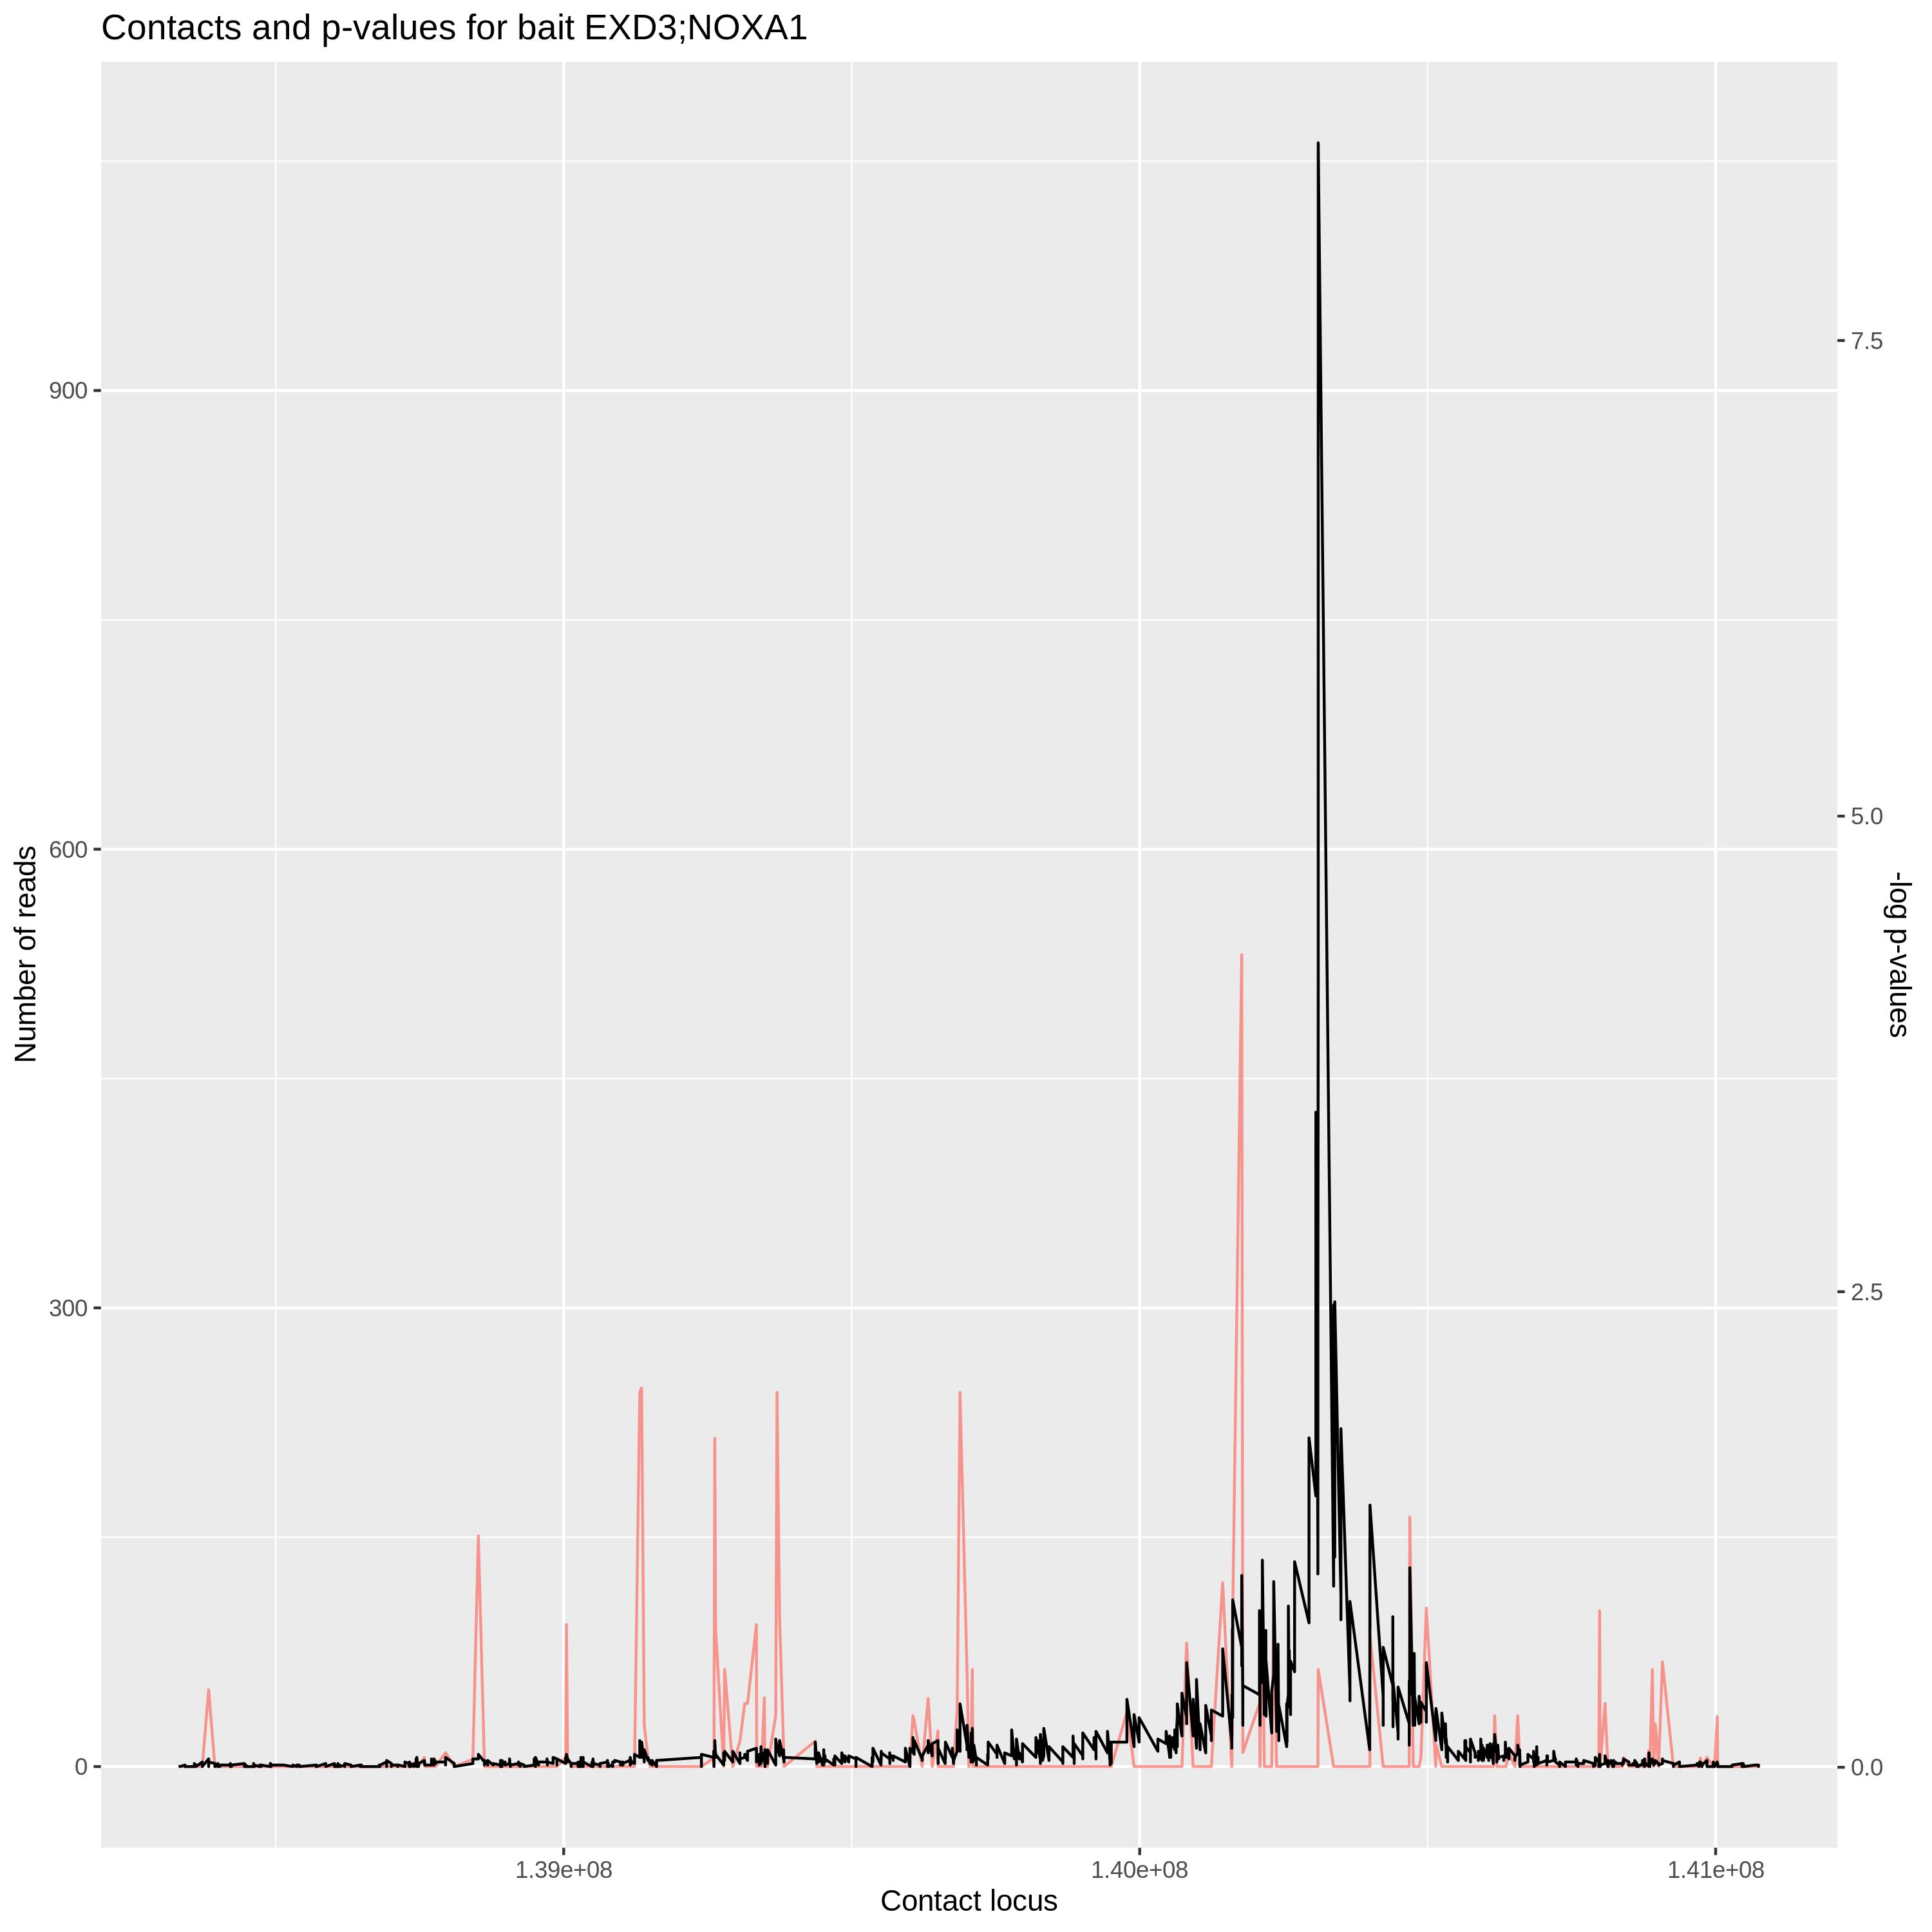 Contacts and p-values for bait EXD3;NOXA1
900
600
300
0
Number of reads
7.5
5.0
2.5
0.0
-log p-values
1.39e+08
1.40e+08
1.41e+08
Contact locus